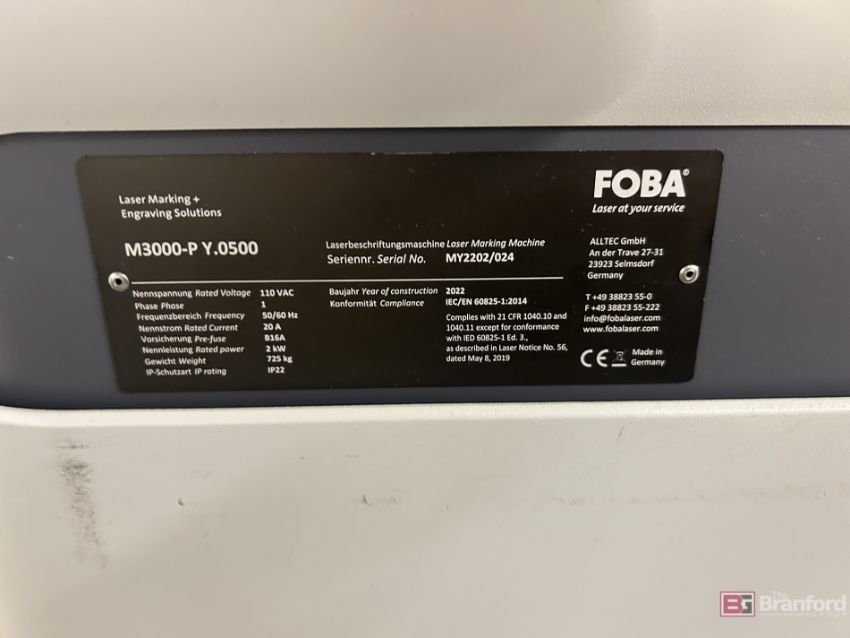 Laser Marking +
Engraving Solutions
M3000-P Y.0500
Laserbeschriftungsmaschine Laser Marking Machine
Seriennr. Serial No. MY2202/024
Nennspannung Rated Voltage 110 VAC
Phase Phase 1
Frequenzbereich Frequency 50/60 Hz
Nennstrom Rated Current 20 A
Vorsicherung Pre-fuse B16A
Nennleistung Rated power 2 kW
Gewicht Weight 725 kg
IP-Schutzart IP rating IP22
Baujahr Year of construction 2022
Konformität Compliance IEC/EN 60825-1:2014
Complies with 21 CFR 1040.10 and
1040.11 except for conformance
with IED 60825-1 Ed. 3.,
as described in Laser Notice No. 56,
dated May 8, 2019
FOBA®
Laser at your service
ALLTEC GmbH
An der Trave 27-31
23923 Selmsdorf
Germany
T +49 38823 55-0
F +49 38823 55-222
info@fobalaser.com
www.fobalaser.com
CE Made in
Germany
BG The
Branford
GROUP